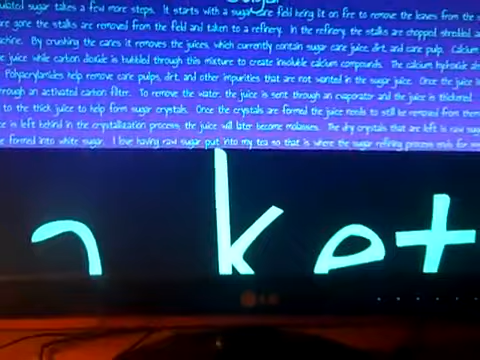 Sugar
ulated sugar takes a few more steps. It starts with a sugar cane field being lit on fire to remove the leaves from the s
are gone the stalks are removed from the field and taken to a refinery. In the refinery, the stalks are chopped shredded a
achine. By crushing the canes it removes the juices, which currently contain sugar cane juice dirt, and cane pulp. Calcium
juice while carbon dioxide is bubbled through this mixture to create insoluble calcium compounds. The calcium hydroxide als
Polyacrylamides help remove cane pulps, dirt, and other impurities that are not wanted in the sugar juice. Once the juice is
rough an activated carbon filter. To remove the water, the juice is sent through an evaporator and the juice is thickened.
to the thick juice to help form sugar crystals. Once the crystals are formed the juice needs to still be removed from them
ce is left behind in the crystallization process, the juice will later become molasses. The dry crystals that are left is raw sug
e formed into white sugar. I love having raw sugar put into my tea so that is where the sugar refining process ends for
k e+
LG